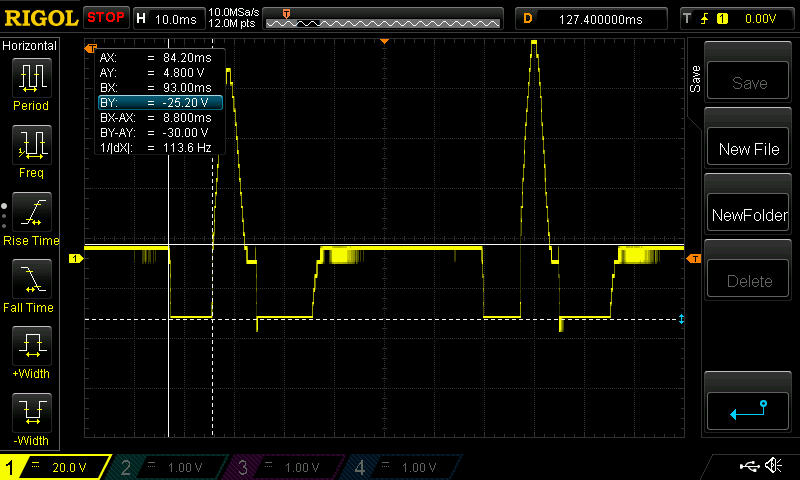 RIGOL STOP H 10.0ms 10.0MSa/s 12.0M pts T D 127.400000ms T 1 0.00V
Horizontal
Period
Freq
Rise Time
Fall Time
+Width
-Width
T
AX: = 84.20ms
AY: = 4.800 V
BX: = 93.00ms
BY: = -25.20 V
BX-AX: = 8.800ms
BY-AY: = -30.00 V
1/|dX|: = 113.6 Hz
1
T
Save
Save
New File
NewFolder
Delete
1 = 20.0 V 2 = 1.00 V 3 = 1.00 V 4 = 1.00 V